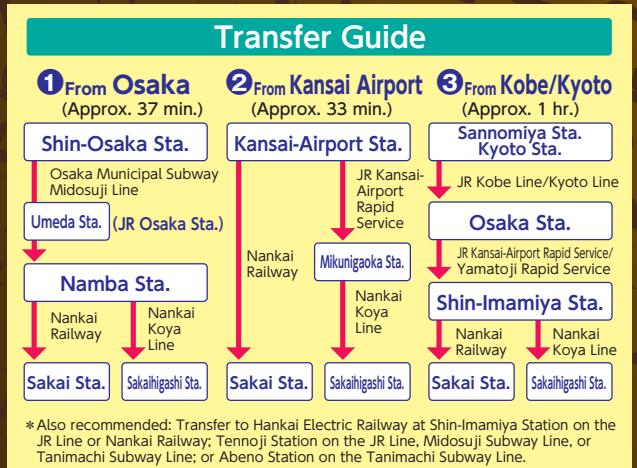 Transfer Guide
❶From Osaka
(Approx. 37 min.)
Shin-Osaka Sta.
Osaka Municipal Subway
Midosuji Line
Umeda Sta. (JR Osaka Sta.)
Namba Sta.
Nankai
Railway
Nankai
Koya
Line
Sakai Sta.
Sakaihigashi Sta.
❷From Kansai Airport
(Approx. 33 min.)
Kansai-Airport Sta.
Nankai
Railway
JR Kansai-
Airport
Rapid
Service
Mikunigaoka Sta.
Nankai
Koya
Line
Sakai Sta.
Sakaihigashi Sta.
❸From Kobe/Kyoto
(Approx. 1 hr.)
Sannomiya Sta.
Kyoto Sta.
JR Kobe Line/Kyoto Line
Osaka Sta.
JR Kansai-Airport Rapid Service/
Yamatoji Rapid Service
Shin-Imamiya Sta.
Nankai
Railway
Nankai
Koya Line
Sakai Sta.
Sakaihigashi Sta.
*Also recommended: Transfer to Hankai Electric Railway at Shin-Imamiya Station on the
JR Line or Nankai Railway; Tennoji Station on the JR Line, Midosuji Subway Line, or
Tanimachi Subway Line; or Abeno Station on the Tanimachi Subway Line.